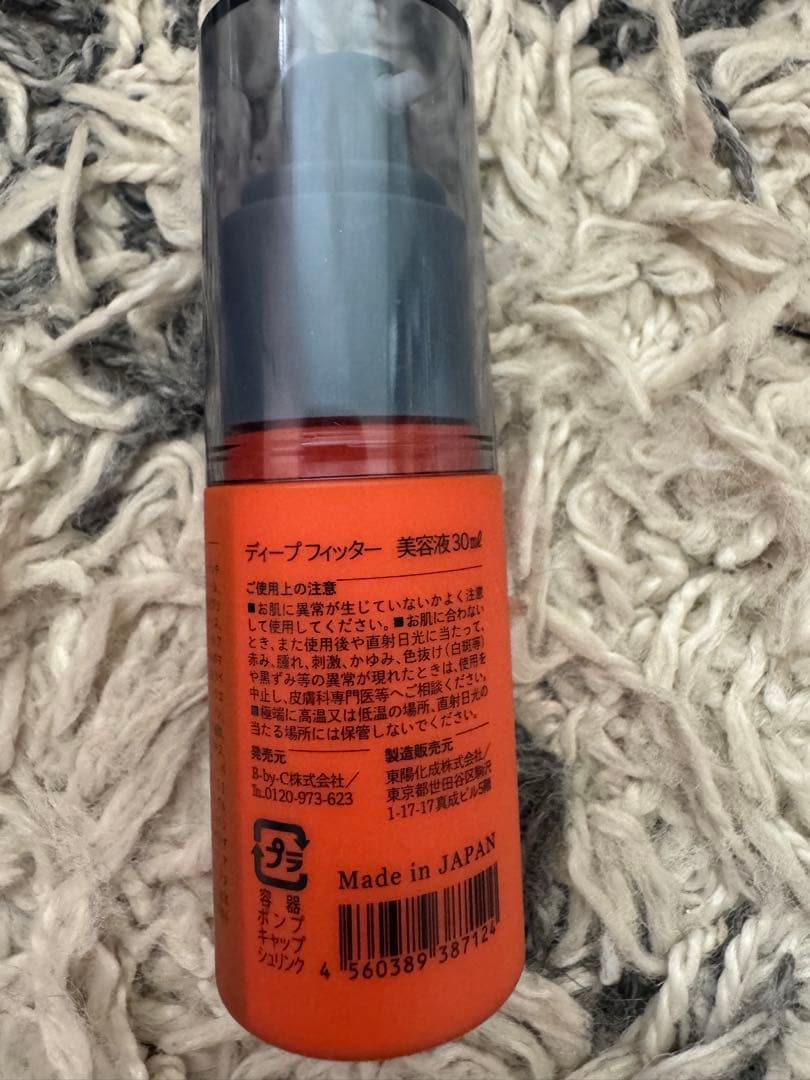 ディープ フィッター 美容液 30ml
ご使用上の注意
■お肌に異常が生じていないかよく注意
して使用してください。■お肌に合わない
とき、また使用後や直射日光に当たって、
赤み、腫れ、刺激、かゆみ、色抜け(白斑等)
や黒ずみ等の異常が現れたときは、使用を
中止し、皮膚科専門医等へご相談ください。
■極端に高温又は低温の場所、直射日光の
当たる場所には保管しないでください。
発売元
B-by-C株式会社/
℡0120-973-623
製造販売元
東陽化成株式会社/
東京都世田谷区駒沢
1-17-17真成ビル5階
プラ
容器
ポンプ
キャップ
シュリンク
Made in JAPAN
4 560389 387124